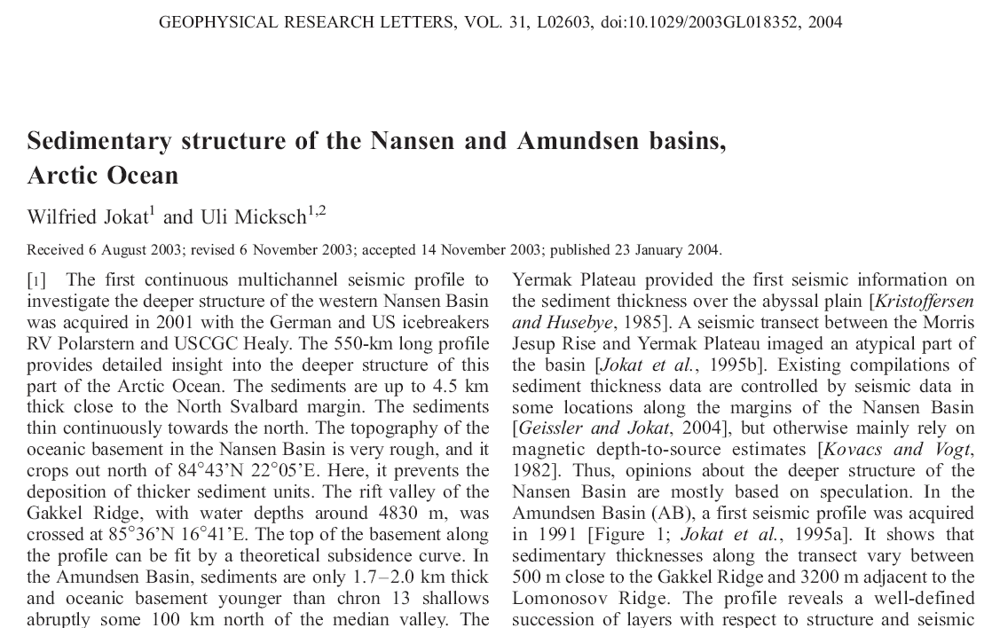 GEOPHYSICAL RESEARCH LETTERS, VOL. 31, L02603, doi:10.1029/2003GL018352, 2004
Sedimentary structure of the Nansen and Amundsen basins,
Arctic Ocean
Wilfried Jokat1 and Uli Micksch1,2
Received 6 August 2003; revised 6 November 2003; accepted 14 November 2003; published 23 January 2004.
[1] The first continuous multichannel seismic profile to
investigate the deeper structure of the western Nansen Basin
was acquired in 2001 with the German and US icebreakers
RV Polarstern and USCGC Healy. The 550-km long profile
provides detailed insight into the deeper structure of this
part of the Arctic Ocean. The sediments are up to 4.5 km
thick close to the North Svalbard margin. The sediments
thin continuously towards the north. The topography of the
oceanic basement in the Nansen Basin is very rough, and it
crops out north of 84°43’N 22°05’E. Here, it prevents the
deposition of thicker sediment units. The rift valley of the
Gakkel Ridge, with water depths around 4830 m, was
crossed at 85°36’N 16°41’E. The top of the basement along
the profile can be fit by a theoretical subsidence curve. In
the Amundsen Basin, sediments are only 1.7–2.0 km thick
and oceanic basement younger than chron 13 shallows
abruptly some 100 km north of the median valley. The
Yermak Plateau provided the first seismic information on
the sediment thickness over the abyssal plain [Kristoffersen
and Husebye, 1985]. A seismic transect between the Morris
Jesup Rise and Yermak Plateau imaged an atypical part of
the basin [Jokat et al., 1995b]. Existing compilations of
sediment thickness data are controlled by seismic data in
some locations along the margins of the Nansen Basin
[Geissler and Jokat, 2004], but otherwise mainly rely on
magnetic depth-to-source estimates [Kovacs and Vogt,
1982]. Thus, opinions about the deeper structure of the
Nansen Basin are mostly based on speculation. In the
Amundsen Basin (AB), a first seismic profile was acquired
in 1991 [Figure 1; Jokat et al., 1995a]. It shows that
sedimentary thicknesses along the transect vary between
500 m close to the Gakkel Ridge and 3200 m adjacent to the
Lomonosov Ridge. The profile reveals a well-defined
succession of layers with respect to structure and seismic